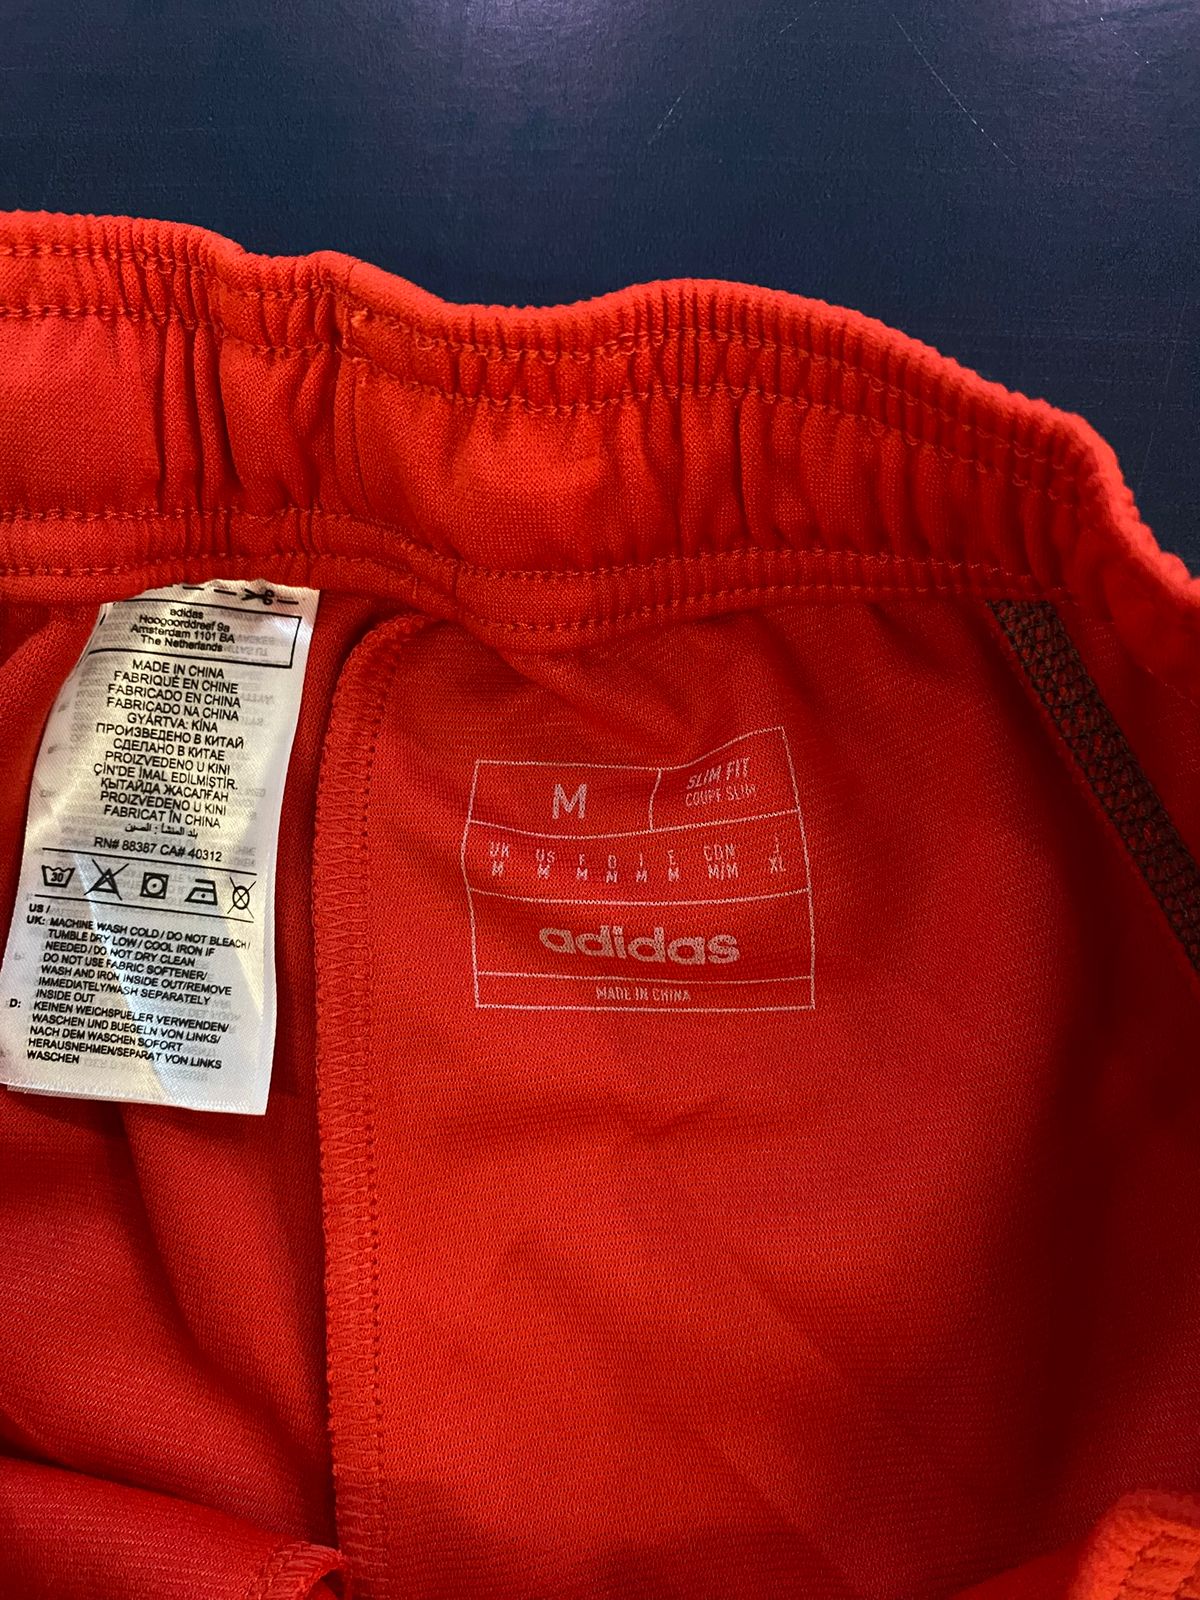 adidas
Hoogoorddreef 9a
Amsterdam 1101 BA
The Netherlands
MADE IN CHINA
FABRIQUÉ EN CHINE
FABRICADO EN CHINA
FABRICADO NA CHINA
GYÁRTVA: KÍNA
ПРОИЗВЕДЕНО В КИТАЙ
СДЕЛАНО В КИТАЕ
PROIZVEDENO U KINI
ÇİN'DE İMAL EDİLMİŞTİR.
ҚЫТАЙДА ЖАСАЛҒАН
PROIZVEDENO U KINI
FABRICAT ÎN CHINA
بلد المنشأ : الصين
RN# 88387 CA# 40312
30
US /
UK: MACHINE WASH COLD / DO NOT BLEACH /
TUMBLE DRY LOW / COOL IRON IF
NEEDED / DO NOT DRY CLEAN
DO NOT USE FABRIC SOFTENER/
WASH AND IRON INSIDE OUT/REMOVE
IMMEDIATELY/WASH SEPARATELY
INSIDE OUT
D: KEINEN WEICHSPUELER VERWENDEN/
WASCHEN UND BUEGELN VON LINKS/
NACH DEM WASCHEN SOFORT
HERAUSNEHMEN/SEPARAT VON LINKS
WASCHEN
M
SLIM FIT
COUPE SLIM
UK US F D I E CDN J
M M M M M M M/M XL
adidas
MADE IN CHINA